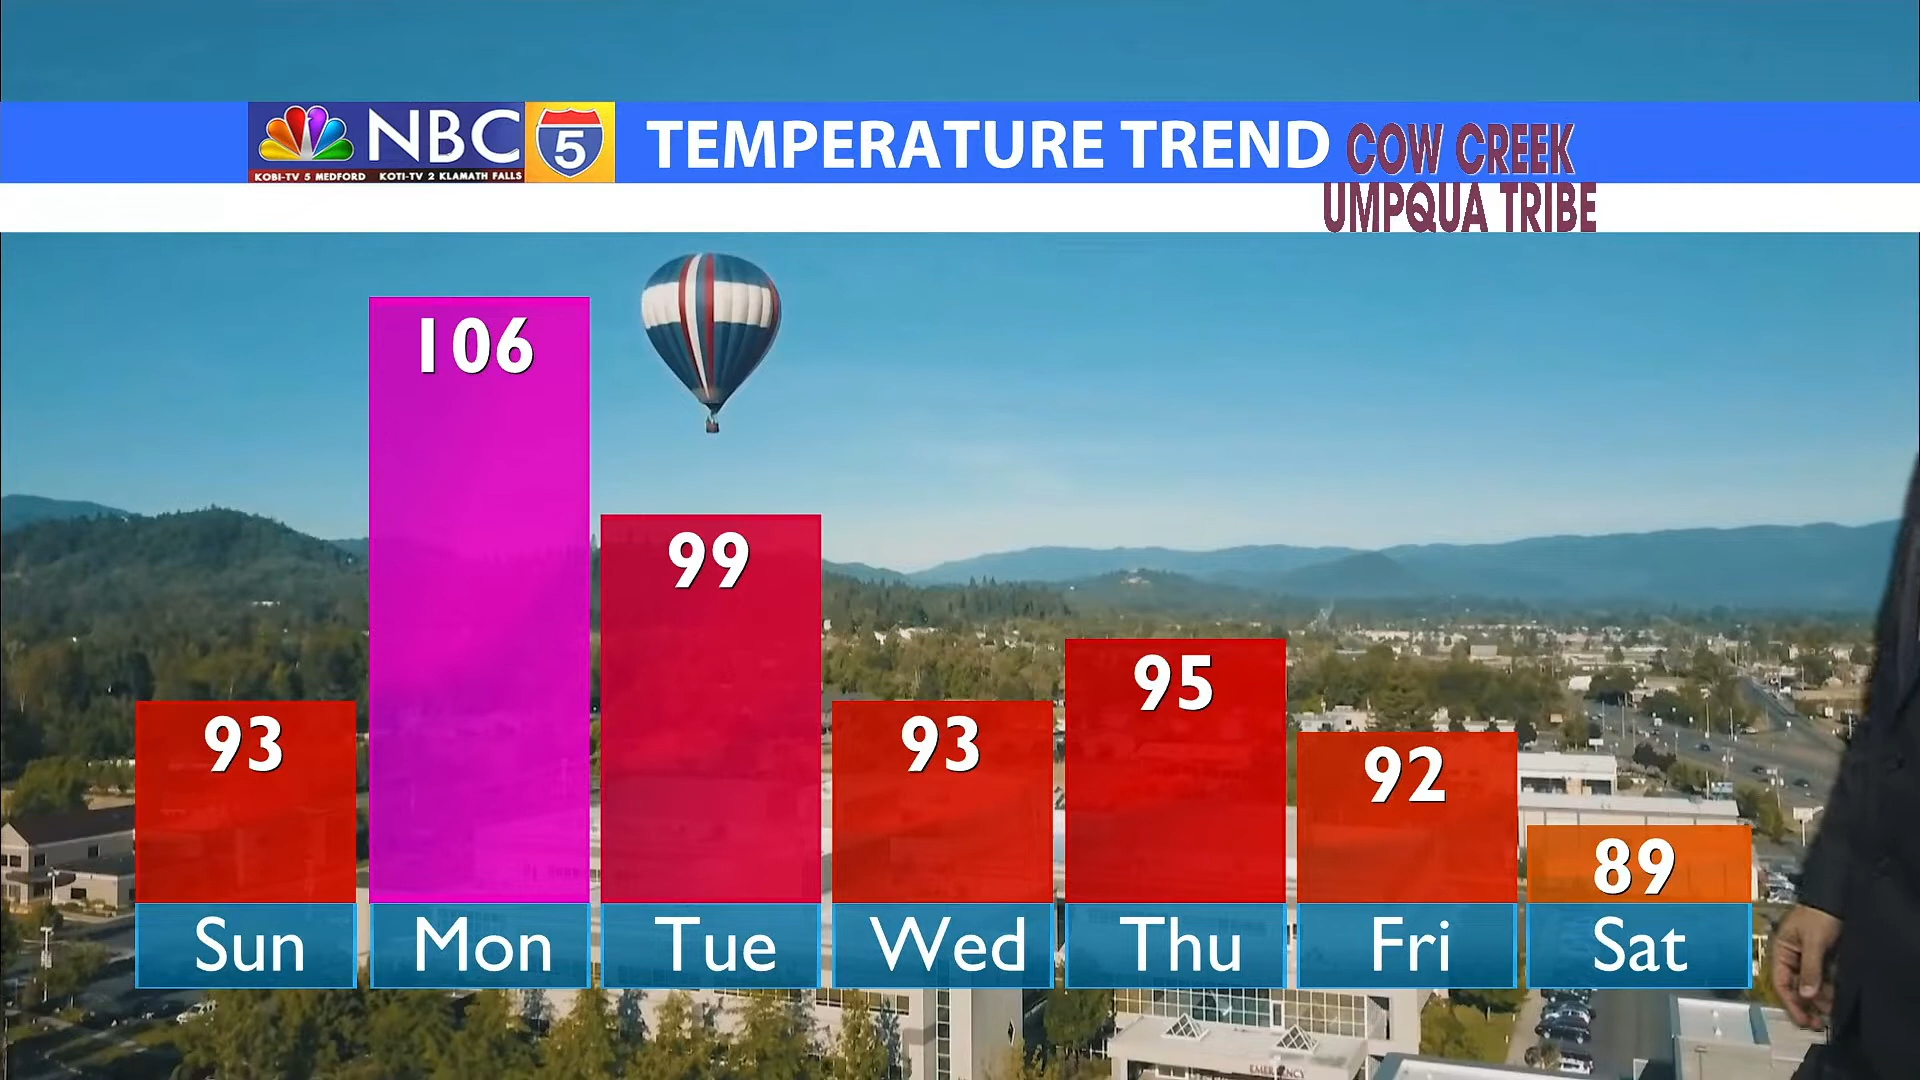 NBC 5 TEMPERATURE TREND COW CREEK
KOBI-TV 5 MEDFORD KOTI-TV 2 KLAMATH FALLS
UMPQUA TRIBE
106
99
95
93
93
92
89
Sun Mon Tue Wed Thu Fri Sat
EMERGENCY